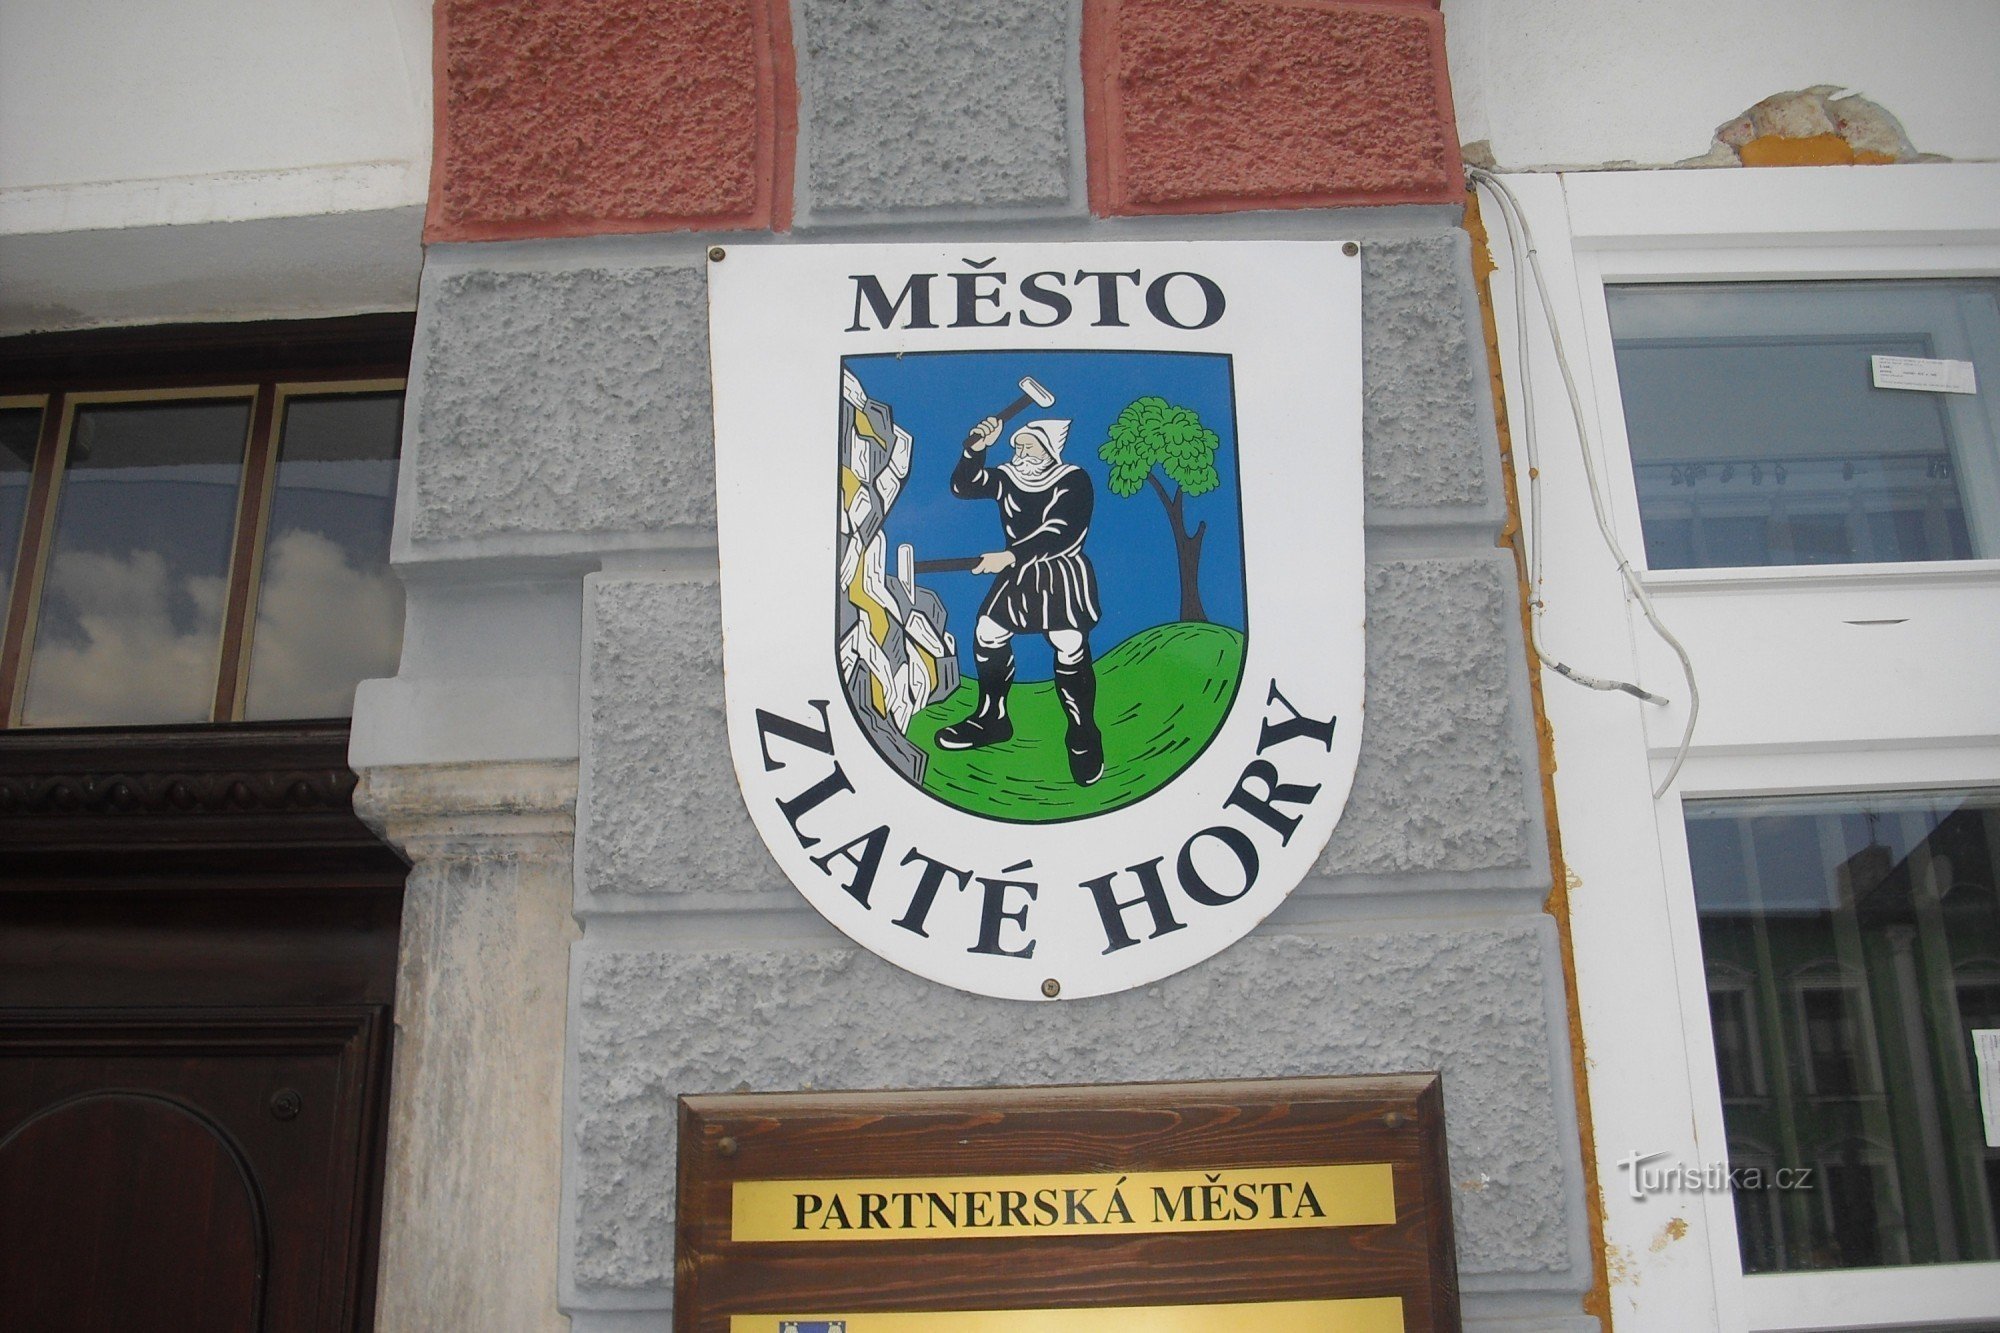 MĚSTO
ZLATÉ HORY
PARTNERSKÁ MĚSTA
Turistika.cz